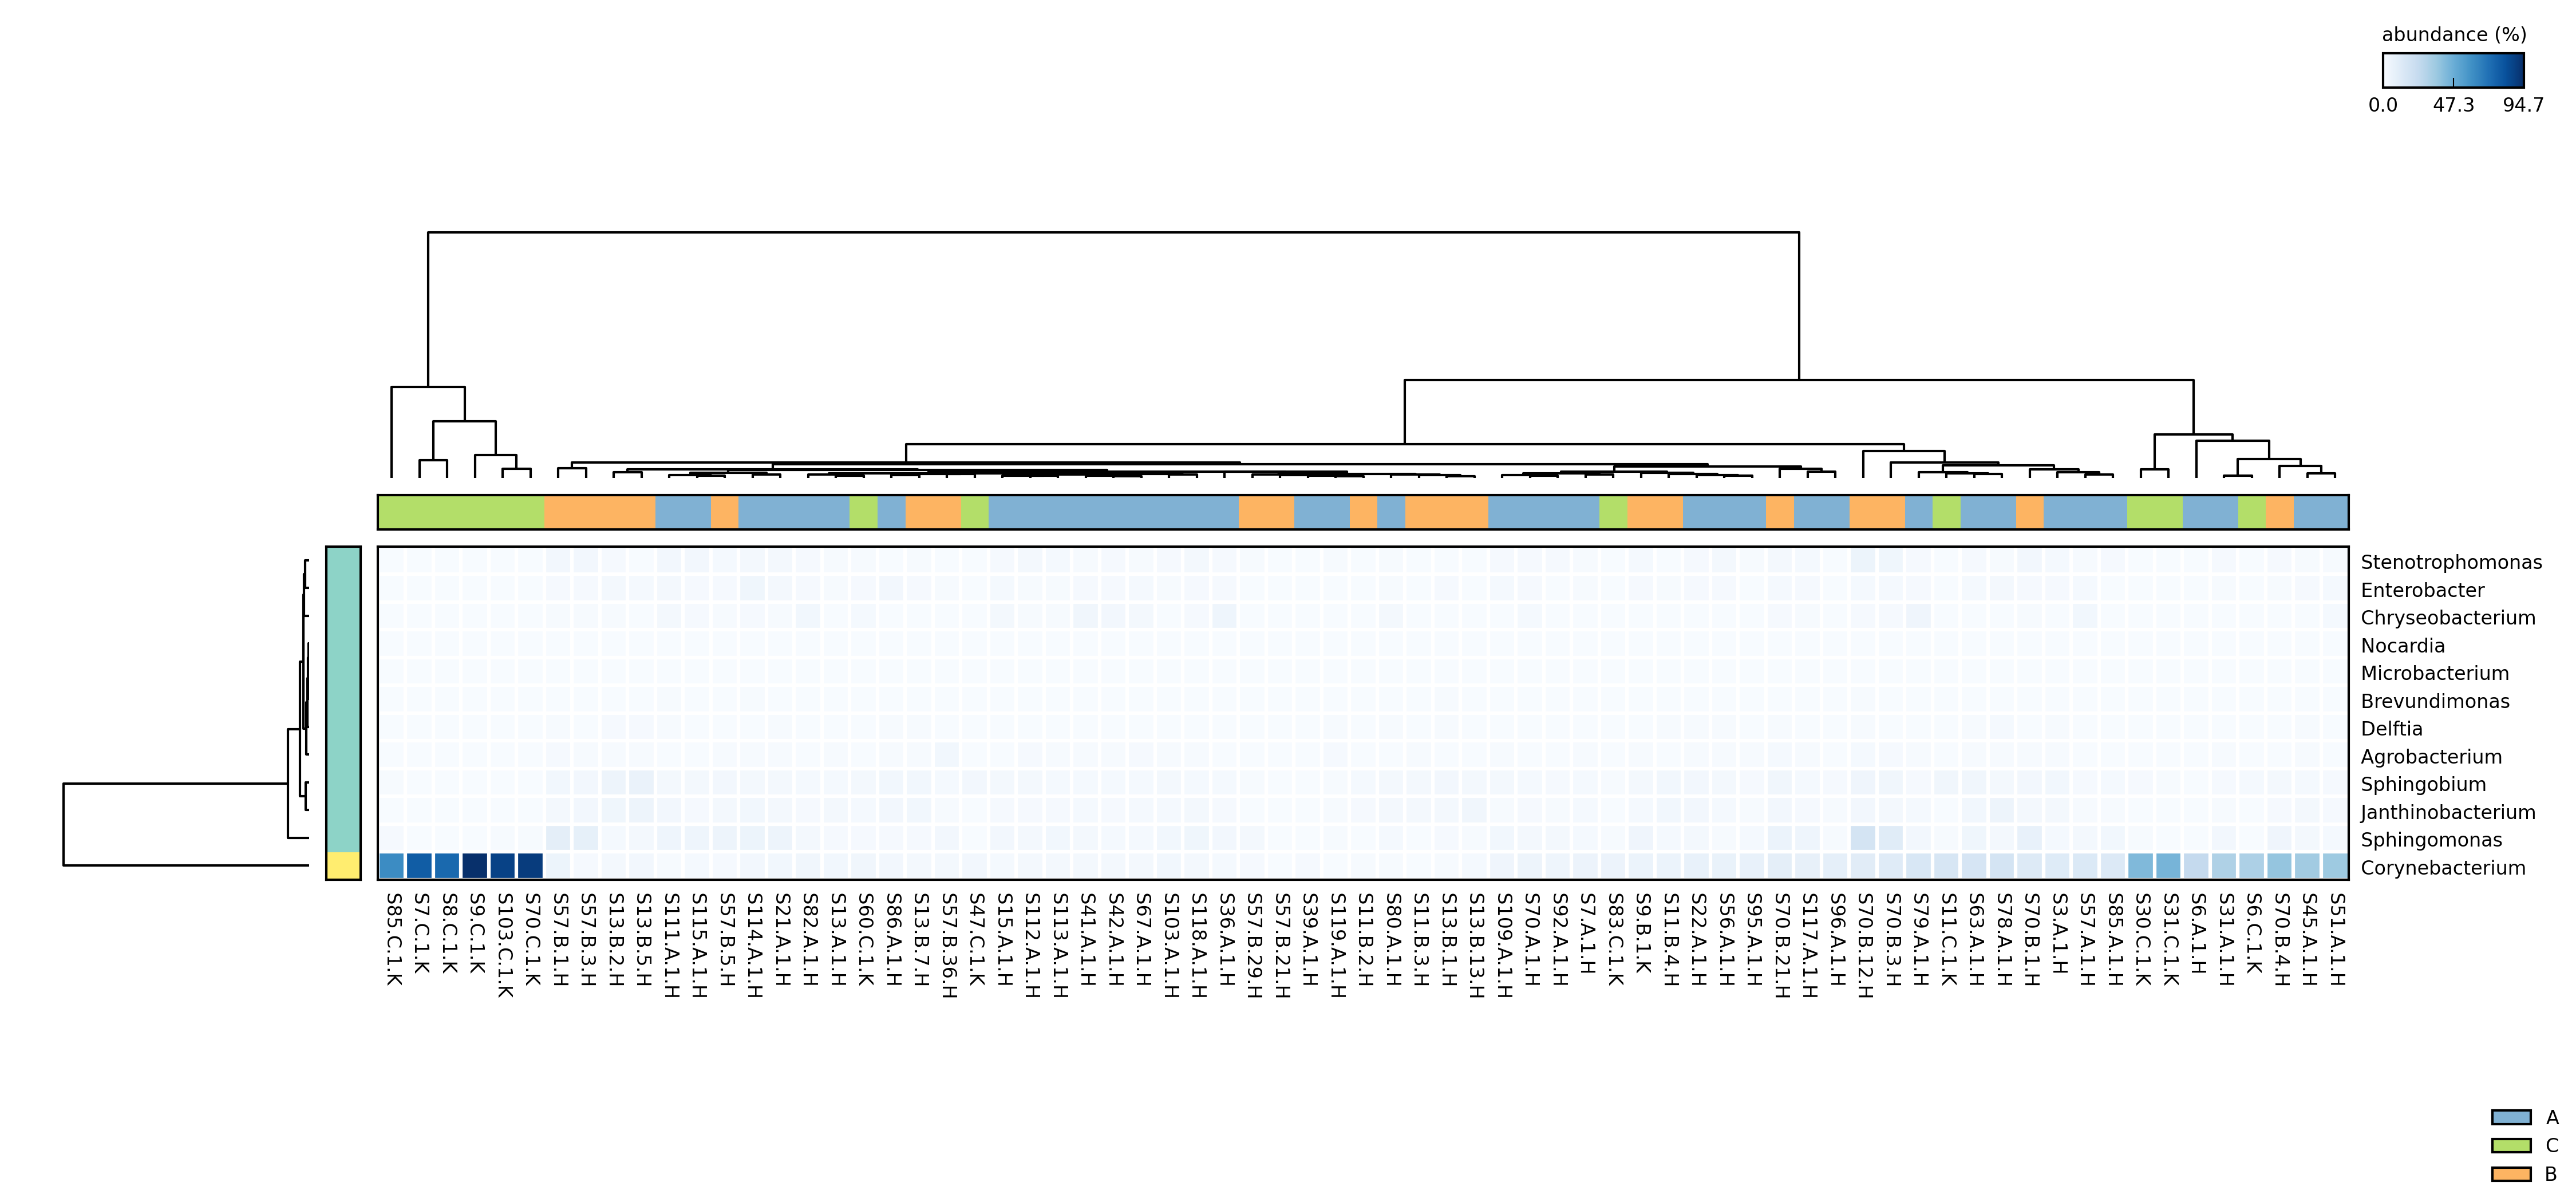 abundance (%)
0.0 47.3 94.7
Stenotrophomonas
Enterobacter
Chryseobacterium
Nocardia
Microbacterium
Brevundimonas
Delftia
Agrobacterium
Sphingobium
Janthinobacterium
Sphingomonas
Corynebacterium
S85.C.1.K
S7.C.1.K
S8.C.1.K
S9.C.1.K
S103.C.1.K
S70.C.1.K
S57.B.1.H
S57.B.3.H
S13.B.2.H
S13.B.5.H
S111.A.1.H
S115.A.1.H
S57.B.5.H
S114.A.1.H
S21.A.1.H
S82.A.1.H
S13.A.1.H
S60.C.1.K
S86.A.1.H
S13.B.7.H
S57.B.36.H
S47.C.1.K
S15.A.1.H
S112.A.1.H
S113.A.1.H
S41.A.1.H
S42.A.1.H
S67.A.1.H
S103.A.1.H
S118.A.1.H
S36.A.1.H
S57.B.29.H
S57.B.21.H
S39.A.1.H
S119.A.1.H
S11.B.2.H
S80.A.1.H
S11.B.3.H
S13.B.1.H
S13.B.13.H
S109.A.1.H
S70.A.1.H
S92.A.1.H
S7.A.1.H
S83.C.1.K
S9.B.1.K
S11.B.4.H
S22.A.1.H
S56.A.1.H
S95.A.1.H
S70.B.21.H
S117.A.1.H
S96.A.1.H
S70.B.12.H
S70.B.3.H
S79.A.1.H
S11.C.1.K
S63.A.1.H
S78.A.1.H
S70.B.1.H
S3.A.1.H
S57.A.1.H
S85.A.1.H
S30.C.1.K
S31.C.1.K
S6.A.1.H
S31.A.1.H
S6.C.1.K
S70.B.4.H
S45.A.1.H
S51.A.1.H
A
C
B